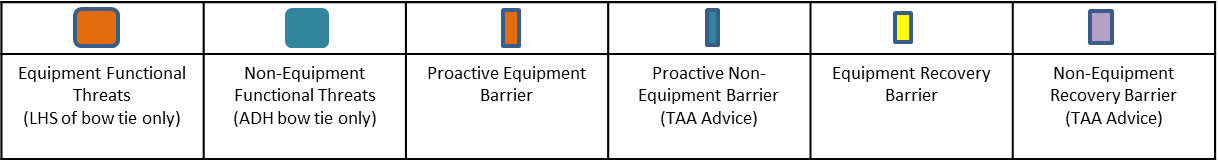 Equipment Functional
Threats
(LHS of bow tie only)
Non-Equipment
Functional Threats
(ADH bow tie only)
Proactive Equipment
Barrier
Proactive Non-
Equipment Barrier
(TAA Advice)
Equipment Recovery
Barrier
Non-Equipment
Recovery Barrier
(TAA Advice)